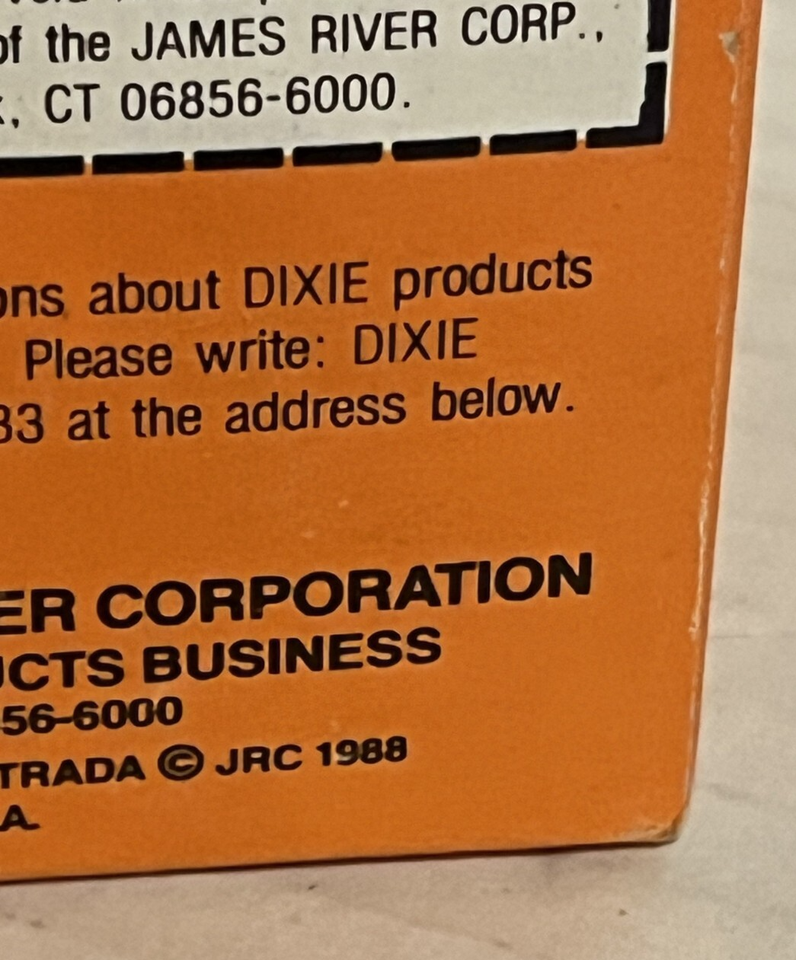 of the JAMES RIVER CORP.,
, CT 06856-6000.
ons about DIXIE products
Please write: DIXIE
33 at the address below.
ER CORPORATION
UCTS BUSINESS
56-6000
TRADA © JRC 1988
A.